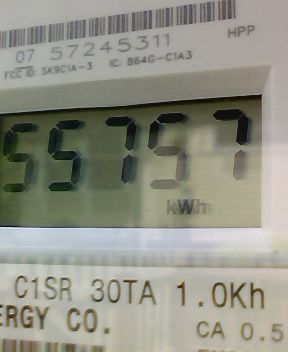 07 57245311
HPP
FCC ID: SK9C1A-3 IC: 864G-C1A3
55757
kWh
C1SR 30TA 1.0Kh
ERGY CO.
CA 0.5